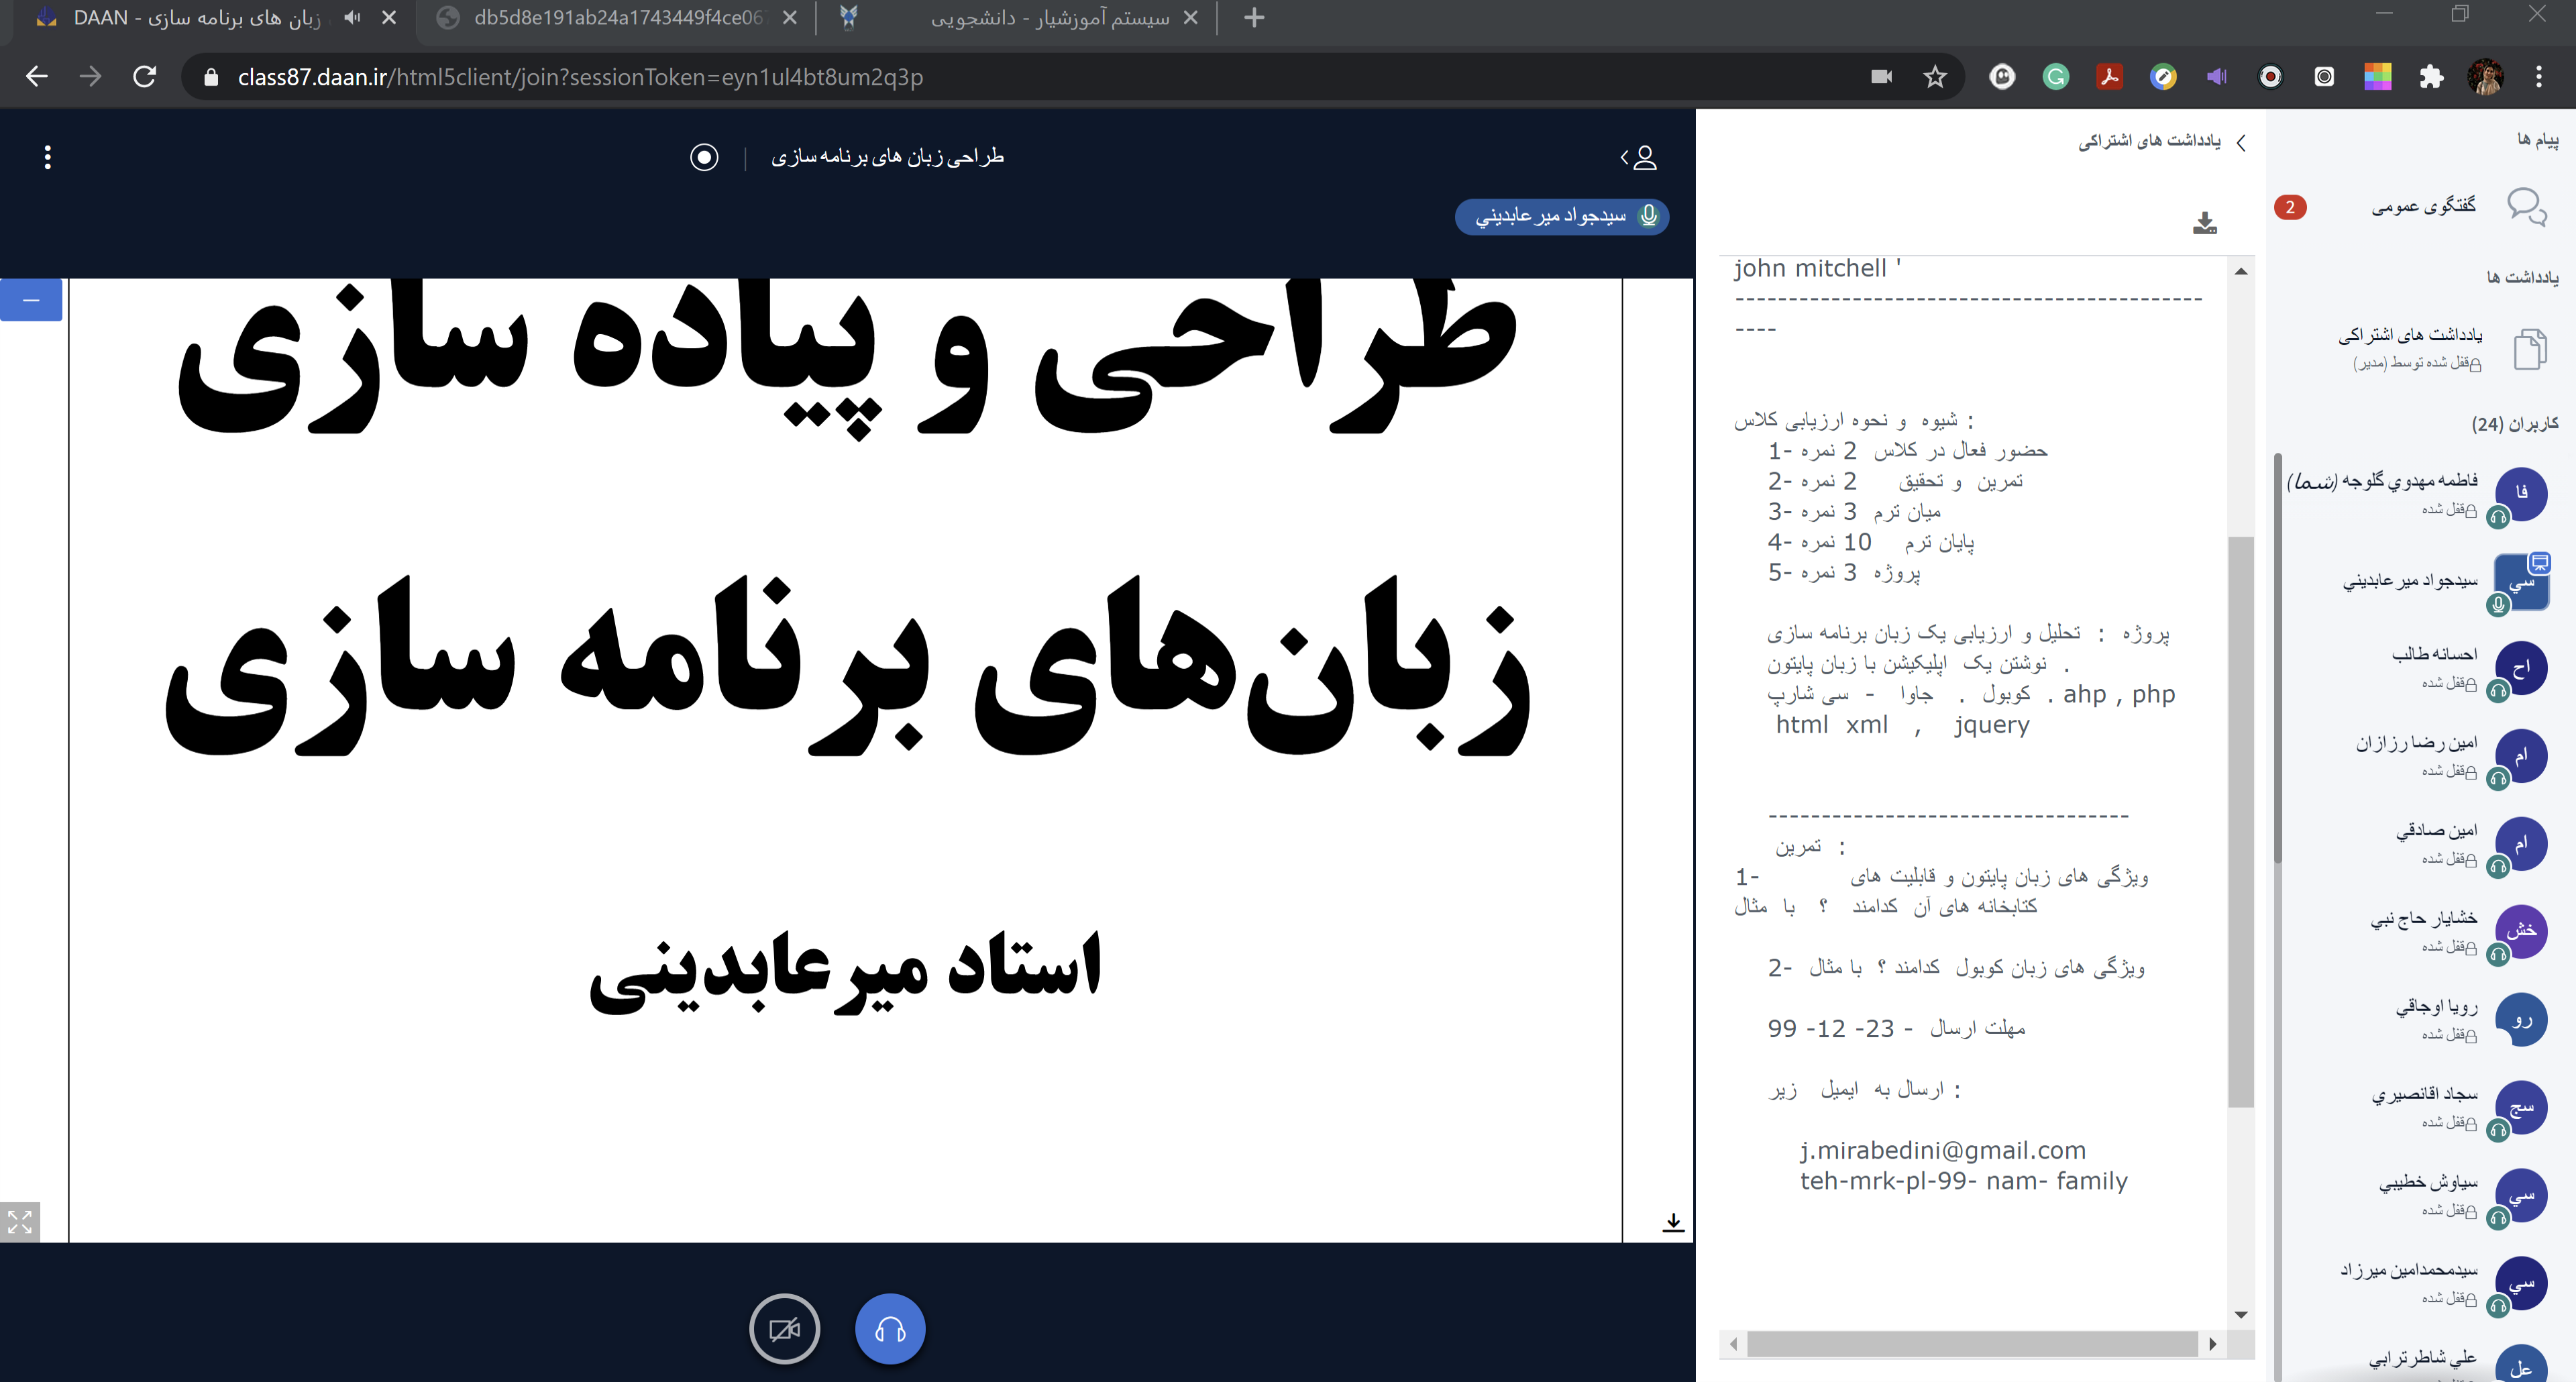 DAAN - زبان های برنامه سازی
db5d8e191ab24a1743449f4ce06
سیستم آموزشیار - دانشجویی
class87.daan.ir/html5client/join?sessionToken=eyn1ul4bt8um2q3p
طراحی زبان های برنامه سازی
سيدجواد مير عابديني
طراحی و پیاده سازی
زبان‌های برنامه سازی
استاد میرعابدینی
یادداشت های اشتراکی
john mitchell '
--------------------------------------------
----
شیوه و نحوه ارزیابی کلاس :
1- حضور فعال در کلاس 2 نمره
2- تمرین و تحقیق 2 نمره
3- میان ترم 3 نمره
4- پایان ترم 10 نمره
5- پروژه 3 نمره
پروژه : تحلیل و ارزیابی یک زبان برنامه سازی
نوشتن یک اپلیکیشن با زبان پایتون .
کوبول . جاوا - سی شارپ . ahp , php
html xml , jquery
----------------------------------
تمرین :
1- ویژگی های زبان پایتون و قابلیت های
کتابخانه های آن کدامند ؟ با مثال
2- ویژگی های زبان کوبول کدامند ؟ با مثال
99 -12 -23 - مهلت ارسال
ارسال به ایمیل زیر :
j.mirabedini@gmail.com
teh-mrk-pl-99- nam- family
پیام ها
گفتگوی عمومی
2
یادداشت ها
یادداشت های اشتراکی
قفل شده توسط (مدیر)
کاربران (24)
فا
فاطمه مهدوي گلوجه (شما)
قفل شده
سي
سيدجواد مير عابديني
اح
احسانه طالب
قفل شده
ام
امين رضا رزازان
قفل شده
ام
امين صادقي
قفل شده
خش
خشايار حاج نبي
قفل شده
رو
رويا اوجاقي
قفل شده
سج
سجاد اقانصيري
قفل شده
سي
سياوش خطيبي
قفل شده
سي
سيدمحمدامين ميرزاد
قفل شده
عل
علي شاطرترابي